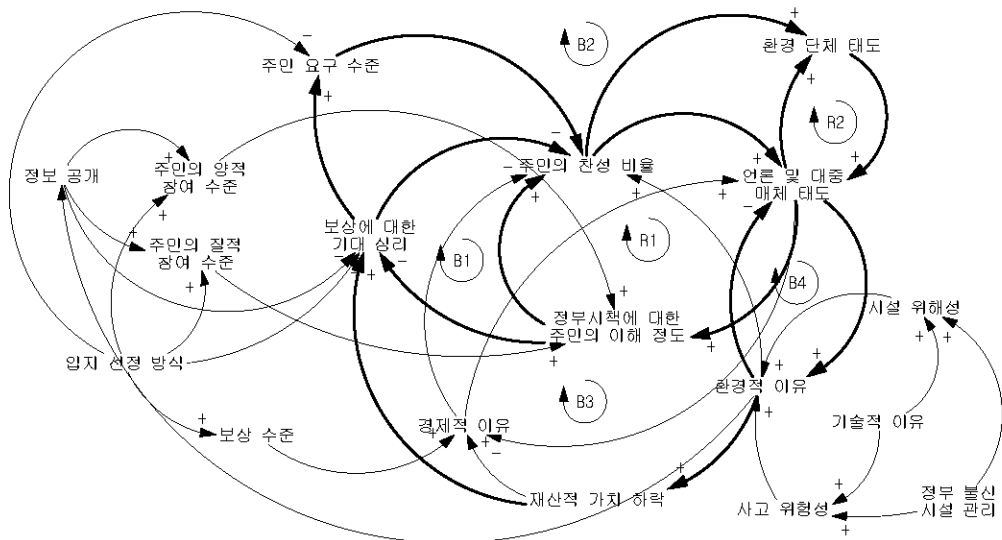 B2
환경 단체 태도
주민 요구 수준
R2
정보 공개
주민의 양적
참여 수준
주민의 찬성 비율
언론 및 대중
매체 태도
주민의 질적
참여 수준
보상에 대한
기대 심리
B1
R1
B4
정부시책에 대한
주민의 이해 정도
시설 위해성
입지 선정 방식
환경적 이유
B3
보상 수준
경제적 이유
기술적 이유
재산적 가치 하락
사고 위험성
정부 불신
시설 관리